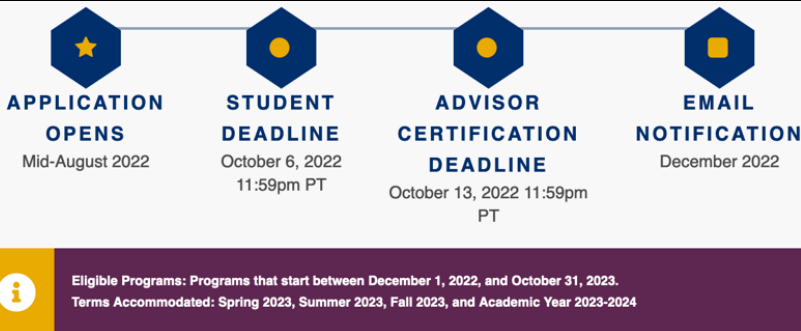 APPLICATION
OPENS
Mid-August 2022
STUDENT
DEADLINE
October 6, 2022
11:59pm PT
ADVISOR
CERTIFICATION
DEADLINE
October 13, 2022 11:59pm
PT
EMAIL
NOTIFICATION
December 2022
i
Eligible Programs: Programs that start between December 1, 2022, and October 31, 2023.
Terms Accommodated: Spring 2023, Summer 2023, Fall 2023, and Academic Year 2023-2024